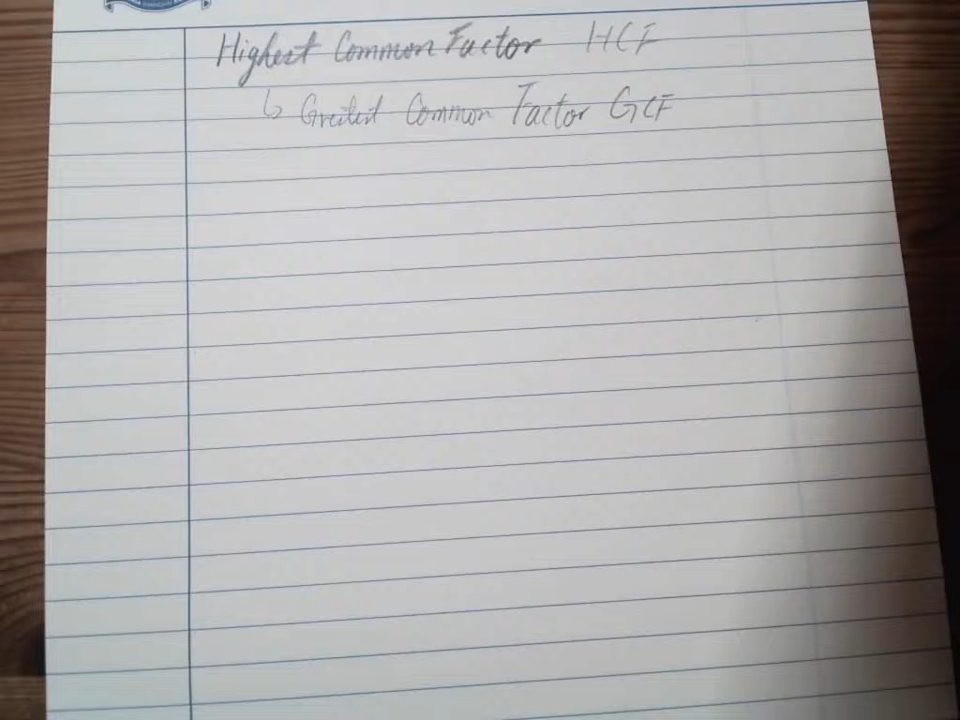 Highest Common Factor HCF
↳ Greatest Common Factor GCF